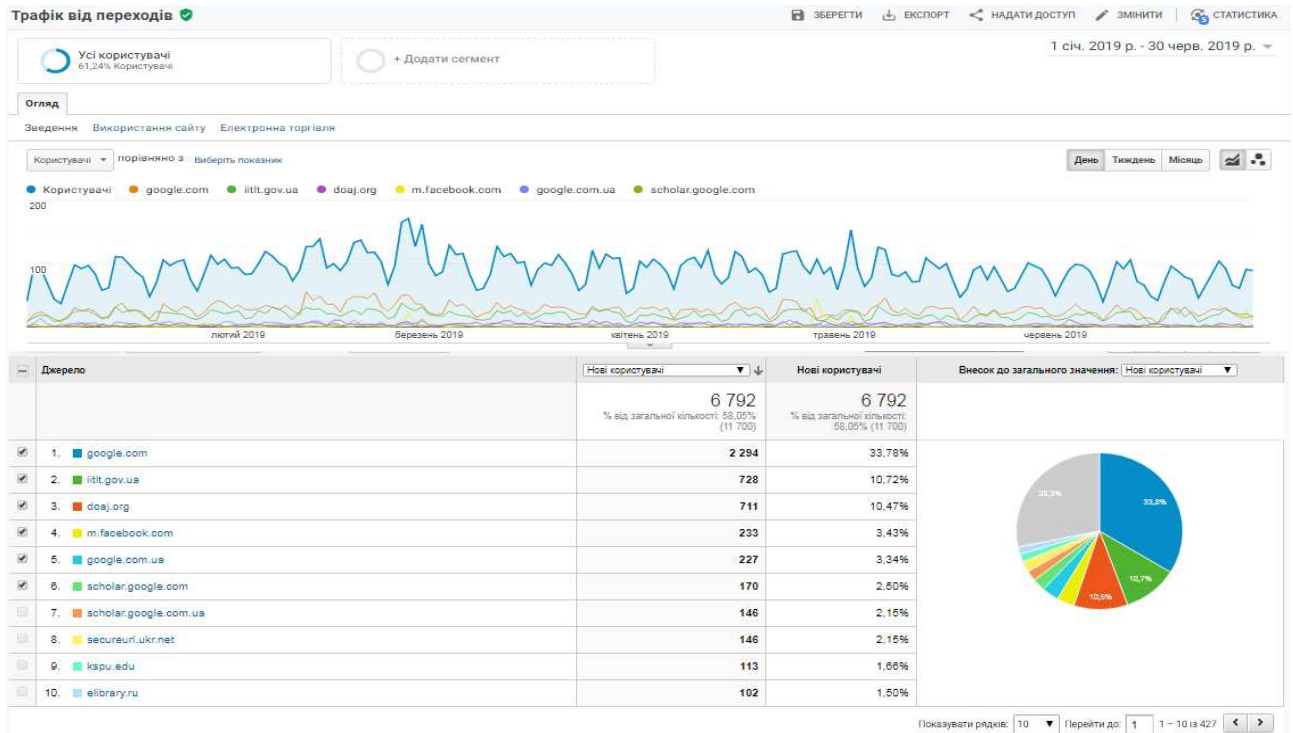 Трафік від переходів
ЗБЕРЕГТИ ЕКСПОРТ НАДАТИ ДОСТУП ЗМІНИТИ СТАТИСТИКА
Усі користувачі
61,24% Користувачі
+ Додати сегмент
1 січ. 2019 р. - 30 черв. 2019 р.
Огляд
Зведення Використання сайту Електронна торгівля
Користувачі порівняно з Виберіть показник
День Тиждень Місяць
Користувачі google.com iitlt.gov.ua doaj.org m.facebook.com google.com.ua scholar.google.com
200
100
лютий 2019 березень 2019 квітень 2019 травень 2019 червень 2019
Джерело Нові користувачі Нові користувачі Внесок до загального значення: Нові користувачі
6 792 6 792
% від загальної кількості: 58,05% % від загальної кількості:
(11 700) 58,05% (11 700)
1. google.com 2 294 33,78%
2. iitlt.gov.ua 728 10,72%
3. doaj.org 711 10,47%
4. m.facebook.com 233 3,43%
5. google.com.ua 227 3,34%
6. scholar.google.com 170 2,50%
7. scholar.google.com.ua 146 2,15%
8. secureurl.ukr.net 146 2,15%
9. kspu.edu 113 1,66%
10. elibrary.ru 102 1,50%
33,8%
10,7%
10,5%
Показувати рядків: 10 Перейти до: 1 1 – 10 із 427